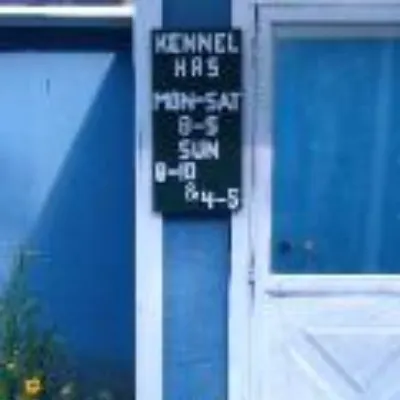 KENNEL
HRS
MON-SAT
8-5
SUN
8-10
& 4-5